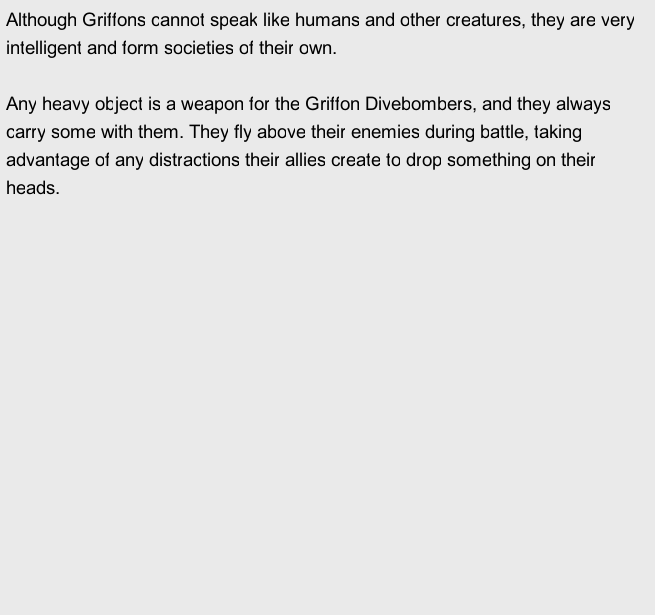 Although Griffons cannot speak like humans and other creatures, they are very
intelligent and form societies of their own.
Any heavy object is a weapon for the Griffon Divebombers, and they always
carry some with them. They fly above their enemies during battle, taking
advantage of any distractions their allies create to drop something on their
heads.